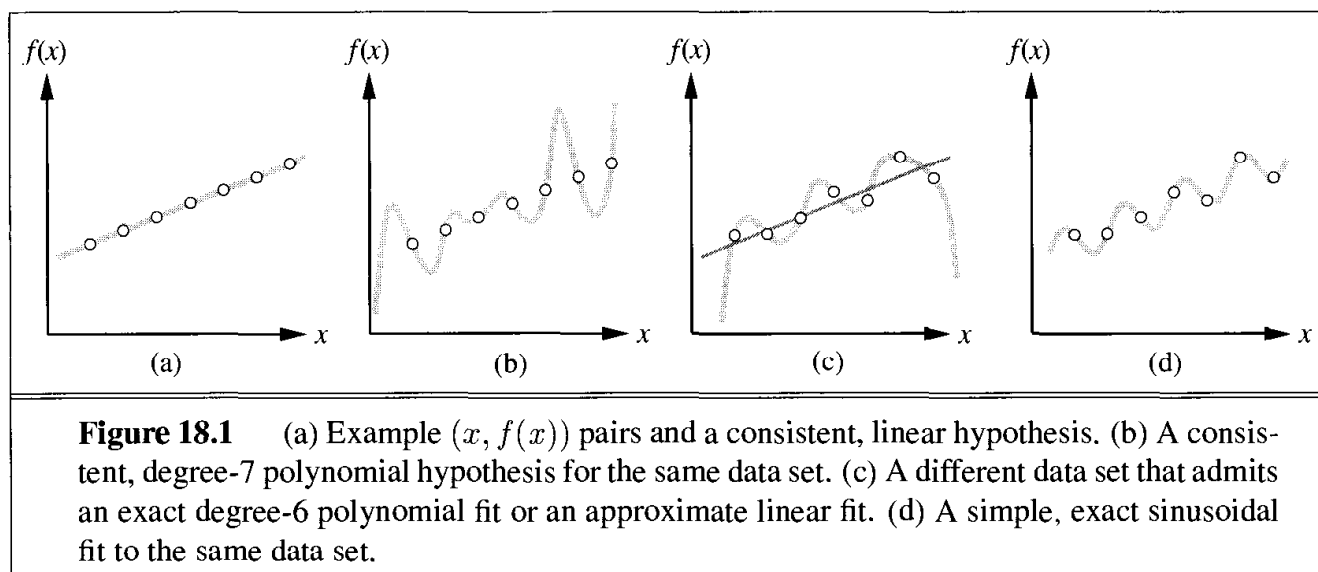 f(x) f(x) f(x) f(x)
x x x x
(a) (b) (c) (d)
Figure 18.1 (a) Example (x, f(x)) pairs and a consistent, linear hypothesis. (b) A consis-
tent, degree-7 polynomial hypothesis for the same data set. (c) A different data set that admits
an exact degree-6 polynomial fit or an approximate linear fit. (d) A simple, exact sinusoidal
fit to the same data set.